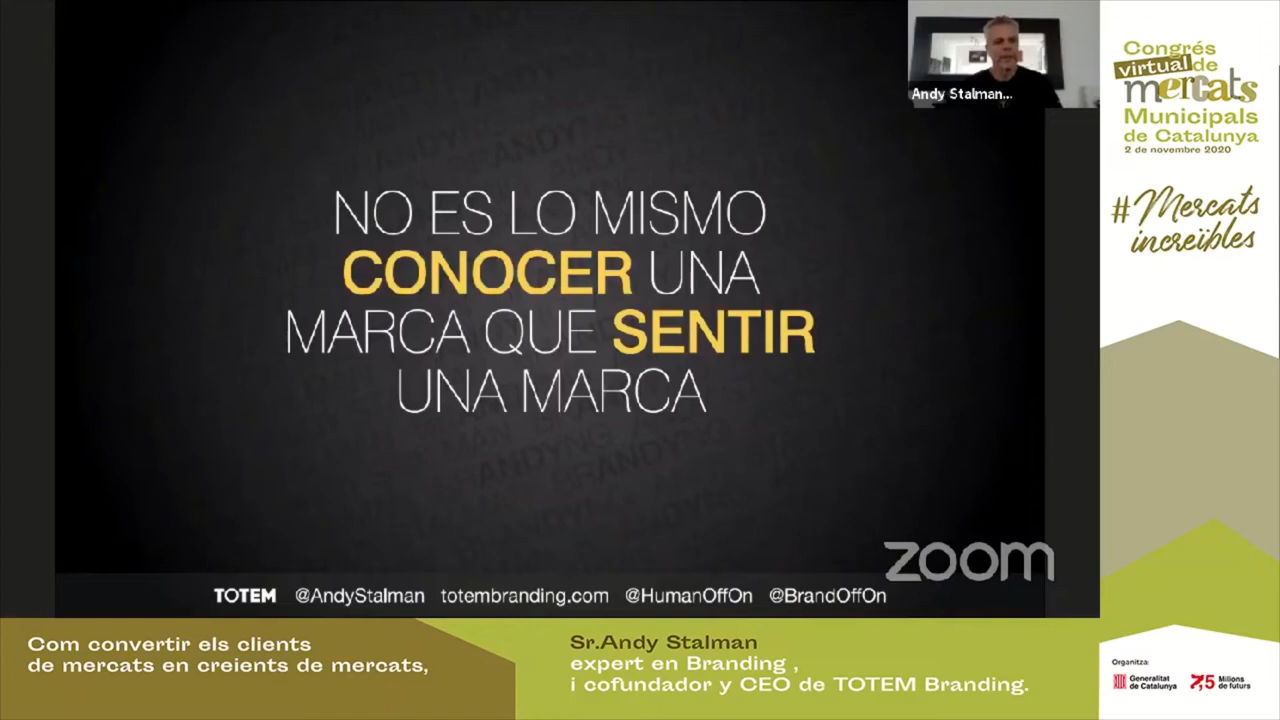 NO ES LO MISMO
CONOCER UNA
MARCA QUE SENTIR
UNA MARCA
zoom
TOTEM @AndyStalman totembranding.com @HumanOffOn @BrandOffOn
Andy Stalman...
Congrés
virtual de
mercats
Municipals
de Catalunya
2 de novembre 2020
#Mercats
increïbles
Com convertir els clients
de mercats en creients de mercats,
Sr.Andy Stalman
expert en Branding ,
i cofundador y CEO de TOTEM Branding.
Organitza:
Generalitat
de Catalunya
7,5 Milions
de futurs